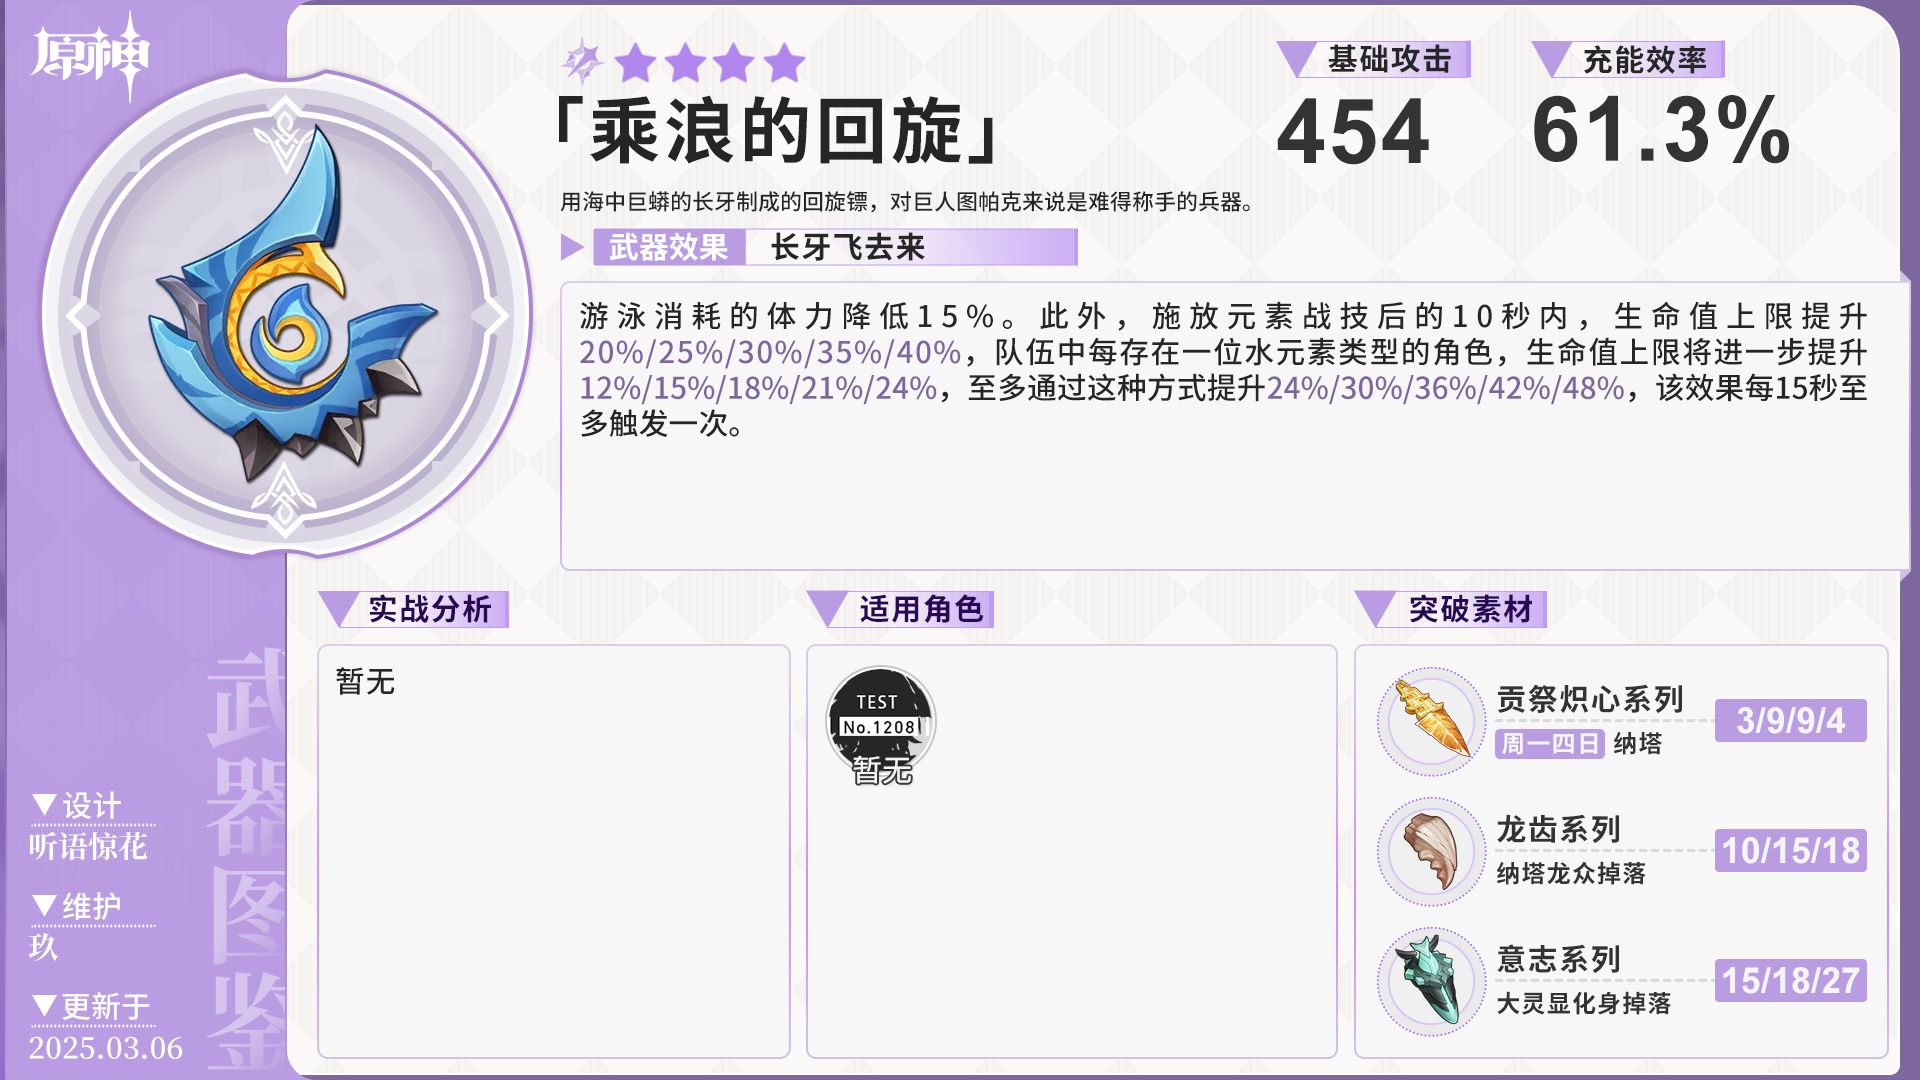 原神
「乘浪的回旋」
基础攻击
454
充能效率
61.3%
用海中巨蟒的长牙制成的回旋镖，对巨人图帕克来说是难得称手的兵器。
武器效果 长牙飞去来
游泳消耗的体力降低15%。此外，施放元素战技后的10秒内，生命值上限提升
20%/25%/30%/35%/40%，队伍中每存在一位水元素类型的角色，生命值上限将进一步提升
12%/15%/18%/21%/24%，至多通过这种方式提升24%/30%/36%/42%/48%，该效果每15秒至
多触发一次。
实战分析
暂无
适用角色
TEST
No.1208
暂无
突破素材
贡祭炽心系列
周一四日 纳塔
3/9/9/4
龙齿系列
纳塔龙众掉落
10/15/18
意志系列
大灵显化身掉落
15/18/27
武器图鉴
▼设计
听语惊花
▼维护
玖
▼更新于
2025.03.06